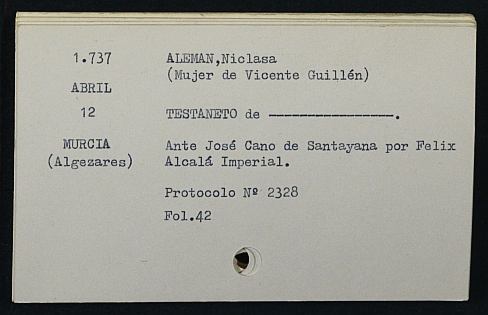 1.737 ALEMAN,Niclasa
(Mujer de Vicente Guillén)
ABRIL
12 TESTANETO de ----------------.
MURCIA Ante José Cano de Santayana por Felix
(Algezares) Alcalá Imperial.
Protocolo Nº 2328
Fol.42